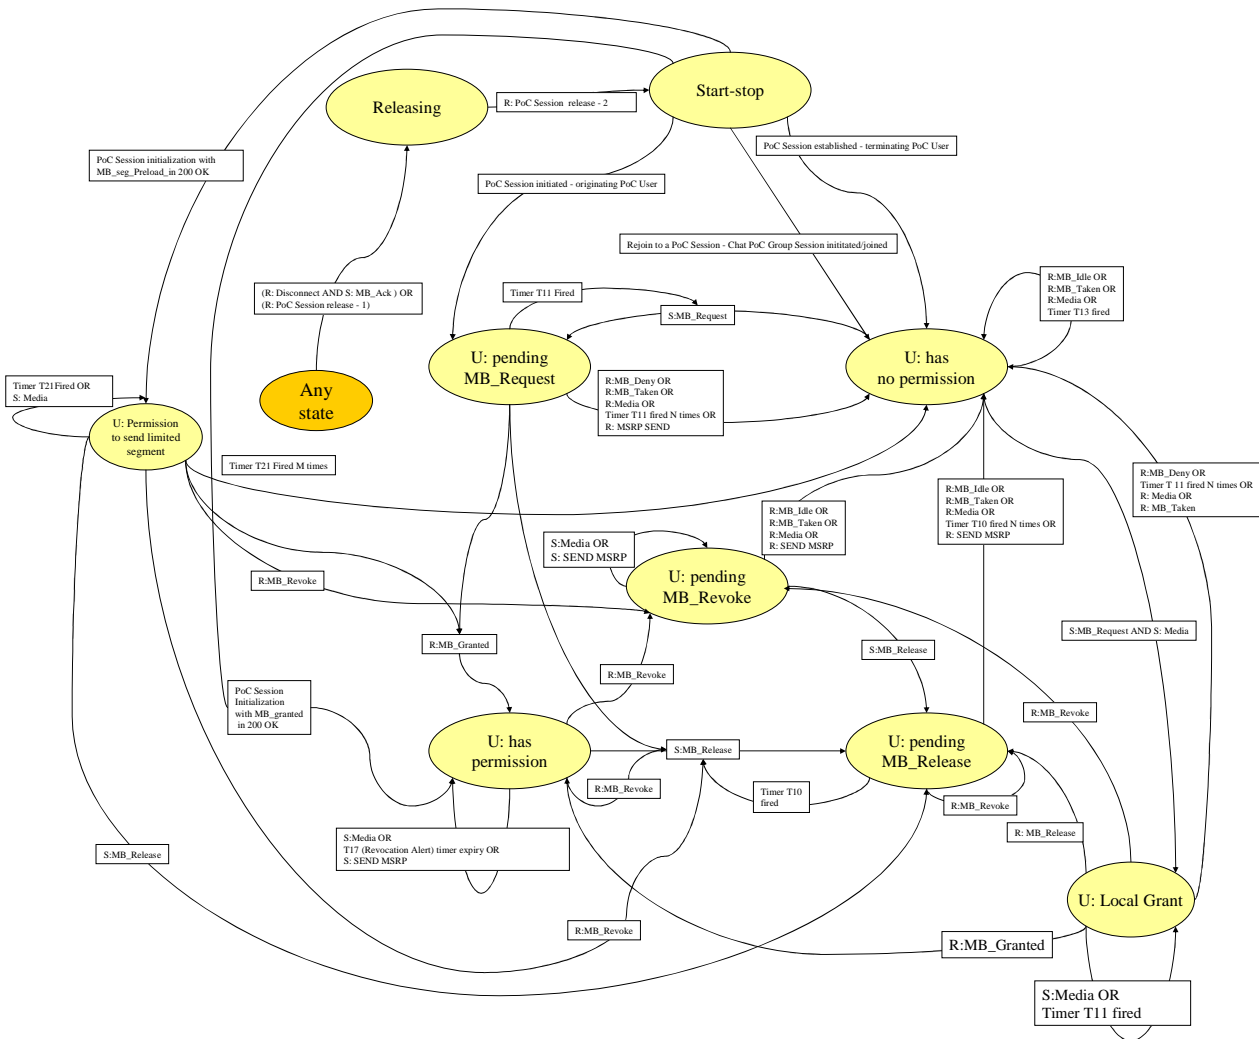 Start-stop
Releasing
R: PoC Session release - 2
PoC Session initialization with
MB_seg_Preload_in 200 OK
PoC Session established - terminating PoC User
PoC Session initiated - originating PoC User
Rejoin to a PoC Session - Chat PoC Group Session inititated/joined
(R: Disconnect AND S: MB_Ack ) OR
(R: PoC Session release - 1)
Timer T11 Fired
S:MB_Request
R:MB_Idle OR
R:MB_Taken OR
R:Media OR
Timer T13 fired
U: pending
MB_Request
U: has
no permission
Any
state
Timer T21Fired OR
S: Media
R:MB_Deny OR
R:MB_Taken OR
R:Media OR
Timer T11 fired N times OR
R: MSRP SEND
U: Permission
to send limited
segment
Timer T21 Fired M times
R:MB_Idle OR
R:MB_Taken OR
R:Media OR
Timer T10 fired N times OR
R: SEND MSRP
R:MB_Deny OR
Timer T 11 fired N times OR
R: Media OR
R: MB_Taken
R:MB_Idle OR
R:MB_Taken OR
R:Media OR
R: SEND MSRP
S:Media OR
S: SEND MSRP
R:MB_Revoke
U: pending
MB_Revoke
R:MB_Granted
S:MB_Release
S:MB_Request AND S: Media
R:MB_Revoke
PoC Session
Initialization
with MB_granted
in 200 OK
R:MB_Revoke
U: has
permission
S:MB_Release
U: pending
MB_Release
R:MB_Revoke
Timer T10
fired
R:MB_Revoke
R: MB_Release
S:Media OR
T17 (Revocation Alert) timer expiry OR
S: SEND MSRP
S:MB_Release
U: Local Grant
R:MB_Revoke
R:MB_Granted
S:Media OR
Timer T11 fired